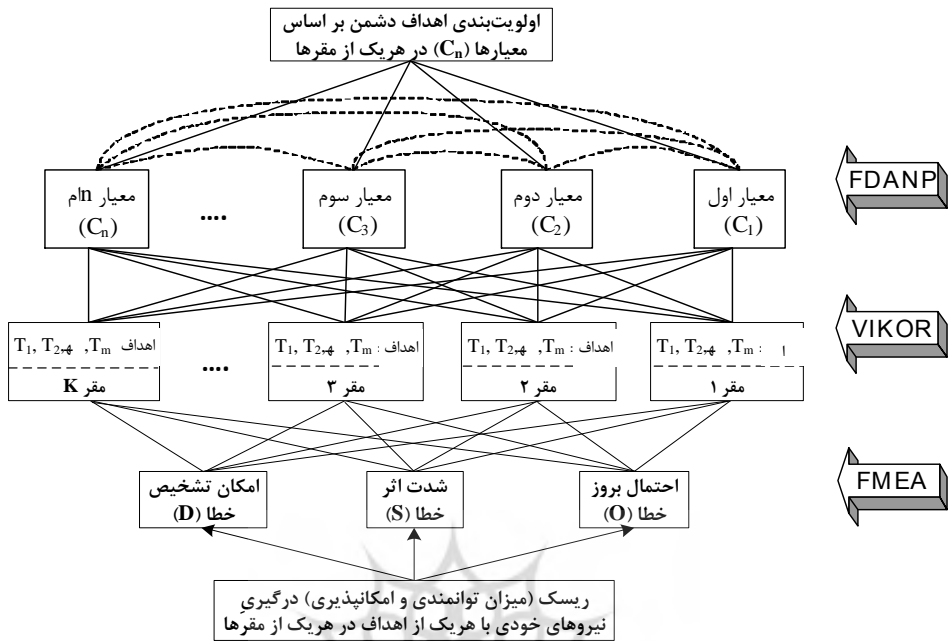 اولویت‌بندی اهداف دشمن بر اساس
معیارها (Cn) در هریک از مقرها
معیار اول
(C1)
معیار دوم
(C2)
معیار سوم
(C3)
....
معیار nام
(Cn)
FDANP
ا : T1, T2,..., Tm
مقر ۱
اهداف : T1, T2,..., Tm
مقر ۲
اهداف : T1, T2,..., Tm
مقر ۳
....
اهداف T1, T2,..., Tm
مقر K
VIKOR
احتمال بروز
خطا (O)
شدت اثر
خطا (S)
امکان تشخیص
خطا (D)
FMEA
ریسک (میزان توانمندی و امکانپذیری) درگیری
نیروهای خودی با هریک از اهداف در هریک از مقرها